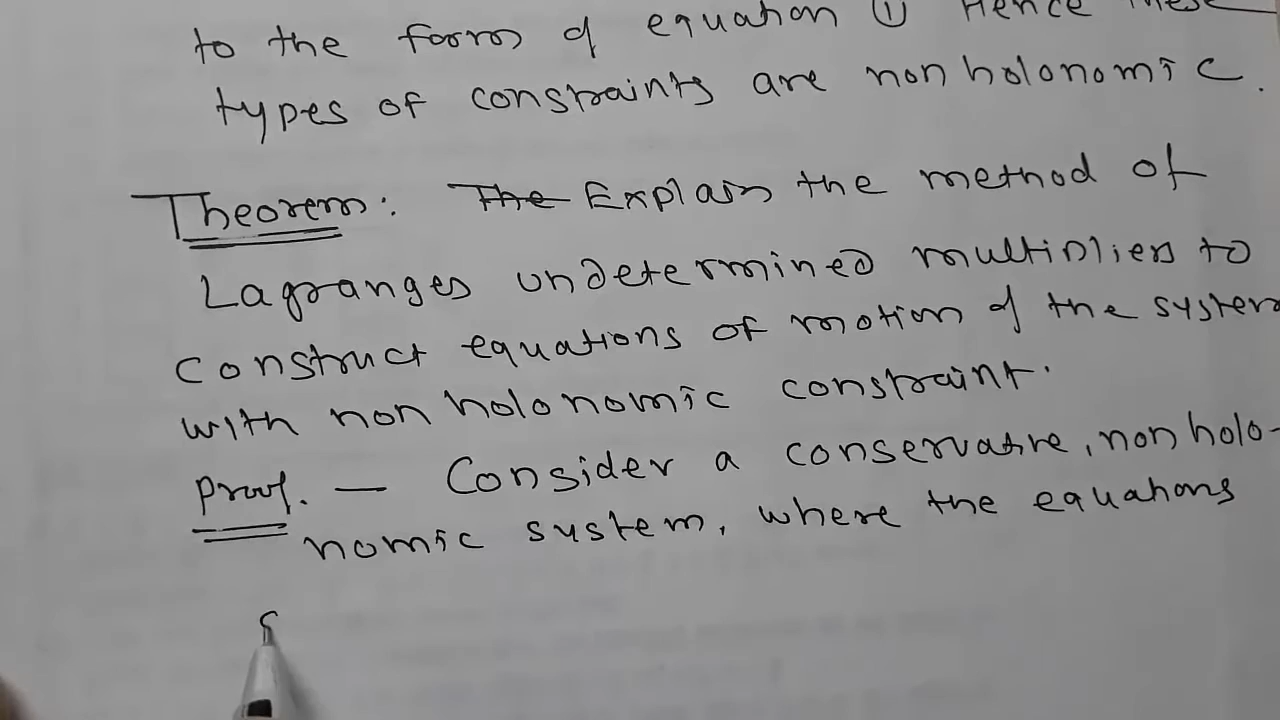 to the form of equation ① Hence these
types of constraints are non holonomic.
Theorem: The Explain the method of
Lagranges undetermined multipliers to
construct equations of motion of the system
with non holonomic constraint.
Proof. — Consider a conservative, non holo-
nomic system, where the equations